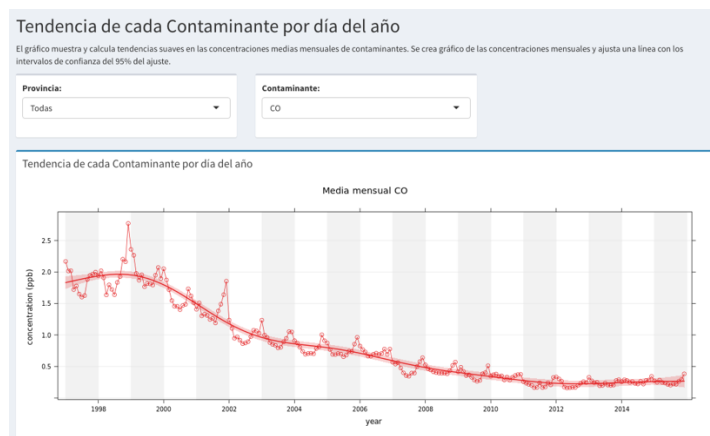 Tendencia de cada Contaminante por día del año
El gráfico muestra y calcula tendencias suaves en las concentraciones medias mensuales de contaminantes. Se crea gráfico de las concentraciones mensuales y ajusta una linea con los
intervalos de confianza del 95% del ajuste.
Provincia:
Contaminante:
Todas
CO
Tendencia de cada Contaminante por día del año
Media mensual CO
concentration (ppb)
2.5
2.0
1.5
1.0
0.5
1998 2000 2002 2004 2006 2008 2010 2012 2014
year